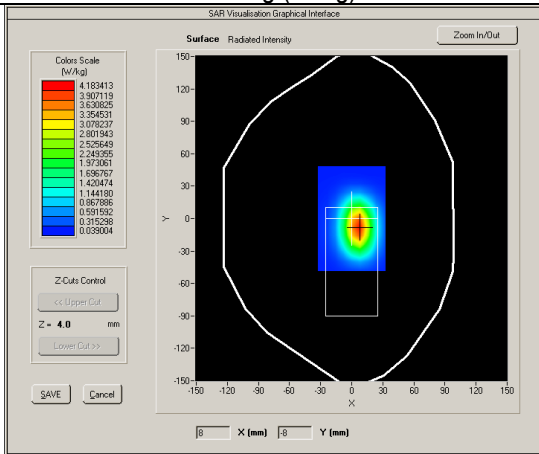 SAR Visualisation Graphical Interface
Surface Radiated Intensity
Zoom In/Out
Colors Scale
(W/kg)
4.183413
3.907119
3.630825
3.354531
3.078237
2.801943
2.525649
2.249355
1.973061
1.696767
1.420474
1.144180
0.867886
0.591592
0.315298
0.039004
Z-Cuts Control
<< Upper Cut
Z = 4.0 mm
Lower Cut >>
SAVE Cancel
150-
120-
90-
60-
30-
0-
-30-
-60-
-90-
-120-
-150-
Y
-150 -120 -90 -60 -30 0 30 60 90 120 150
X
8 X (mm) -8 Y (mm)